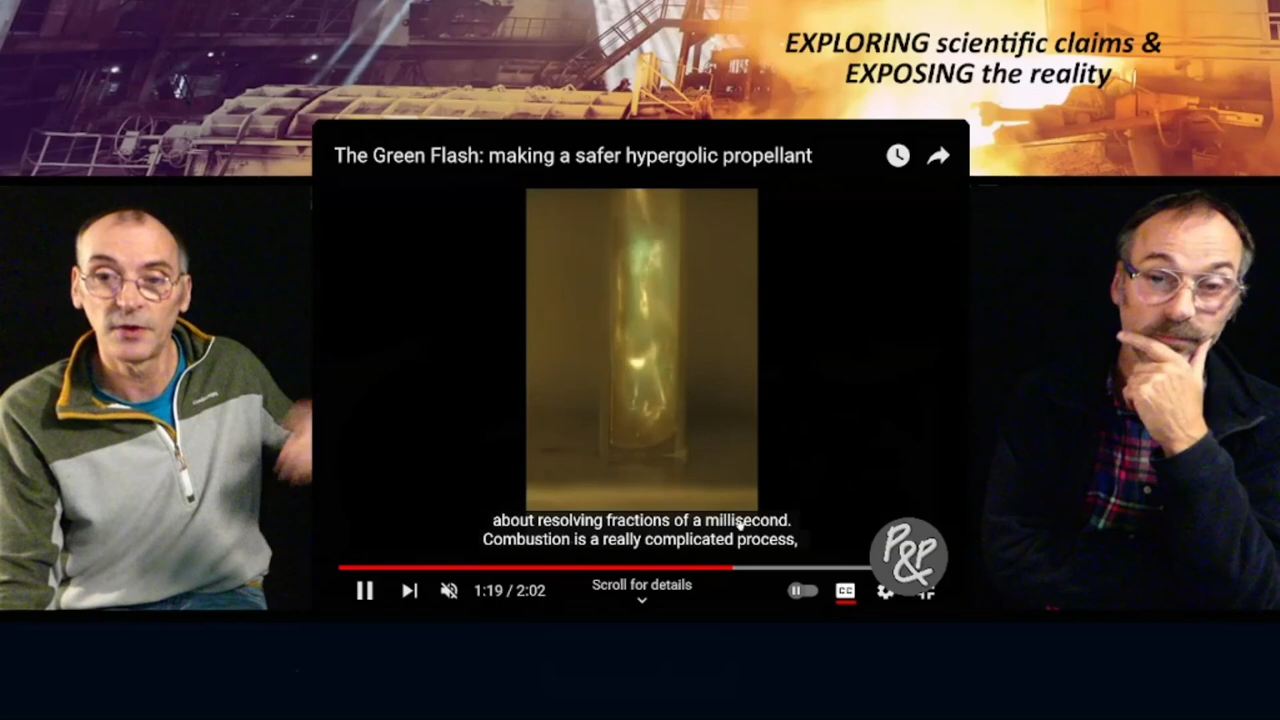 EXPLORING scientific claims &
EXPOSING the reality
The Green Flash: making a safer hypergolic propellant
about resolving fractions of a millisecond.
Combustion is a really complicated process,
P&P
1:19 / 2:02
Scroll for details
CC